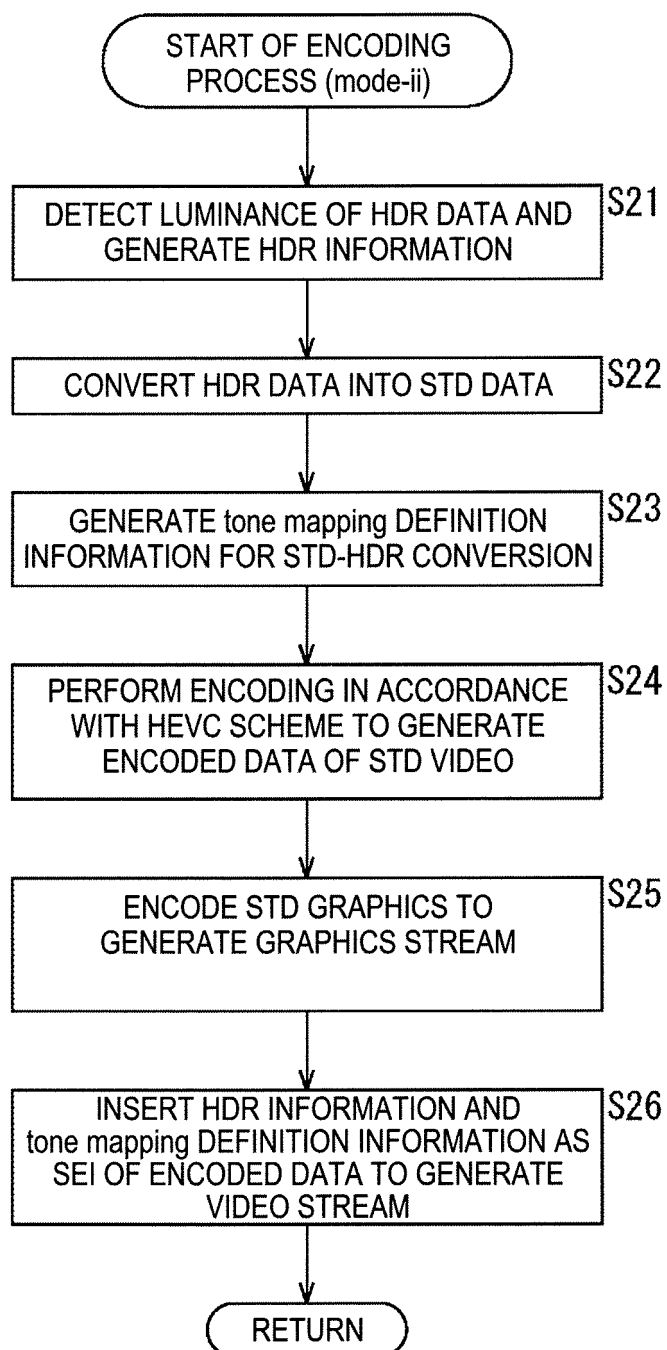 START OF ENCODING
PROCESS (mode-ii)
S21
DETECT LUMINANCE OF HDR DATA AND
GENERATE HDR INFORMATION
S22
CONVERT HDR DATA INTO STD DATA
S23
GENERATE tone mapping DEFINITION
INFORMATION FOR STD-HDR CONVERSION
S24
PERFORM ENCODING IN ACCORDANCE
WITH HEVC SCHEME TO GENERATE
ENCODED DATA OF STD VIDEO
S25
ENCODE STD GRAPHICS TO
GENERATE GRAPHICS STREAM
S26
INSERT HDR INFORMATION AND
tone mapping DEFINITION INFORMATION AS
SEI OF ENCODED DATA TO GENERATE
VIDEO STREAM
RETURN